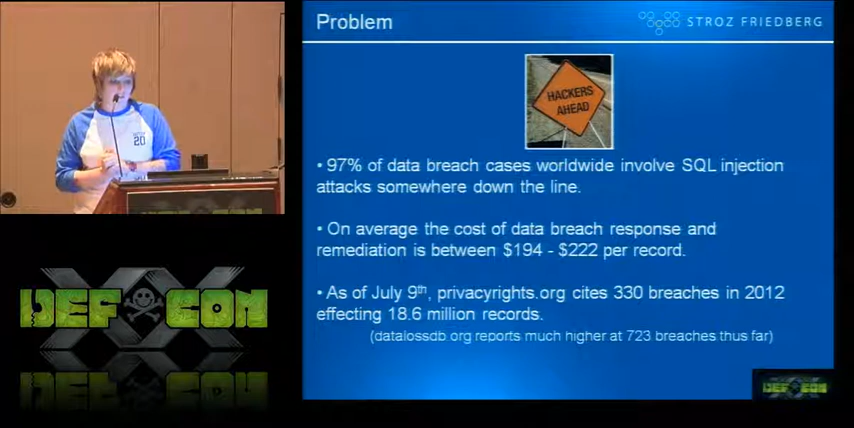 Problem
STROZ FRIEDBERG
HACKERS
AHEAD
• 97% of data breach cases worldwide involve SQL injection
attacks somewhere down the line.
• On average the cost of data breach response and
remediation is between $194 - $222 per record.
• As of July 9th, privacyrights.org cites 330 breaches in 2012
effecting 18.6 million records.
(datalossdb.org reports much higher at 723 breaches thus far)
20
DEF CON
XX
DEF CON